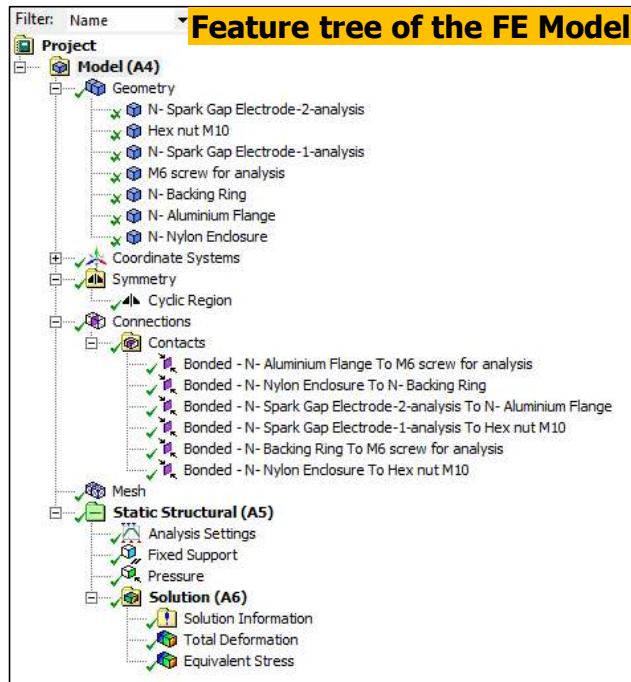 Filter: Name
Feature tree of the FE Model
Project
Model (A4)
Geometry
N- Spark Gap Electrode-2-analysis
Hex nut M10
N- Spark Gap Electrode-1-analysis
M6 screw for analysis
N- Backing Ring
N- Aluminium Flange
N- Nylon Enclosure
Coordinate Systems
Symmetry
Cyclic Region
Connections
Contacts
Bonded - N- Aluminium Flange To M6 screw for analysis
Bonded - N- Nylon Enclosure To N- Backing Ring
Bonded - N- Spark Gap Electrode-2-analysis To N- Aluminium Flange
Bonded - N- Spark Gap Electrode-1-analysis To Hex nut M10
Bonded - N- Backing Ring To M6 screw for analysis
Bonded - N- Nylon Enclosure To Hex nut M10
Mesh
Static Structural (A5)
Analysis Settings
Fixed Support
Pressure
Solution (A6)
Solution Information
Total Deformation
Equivalent Stress